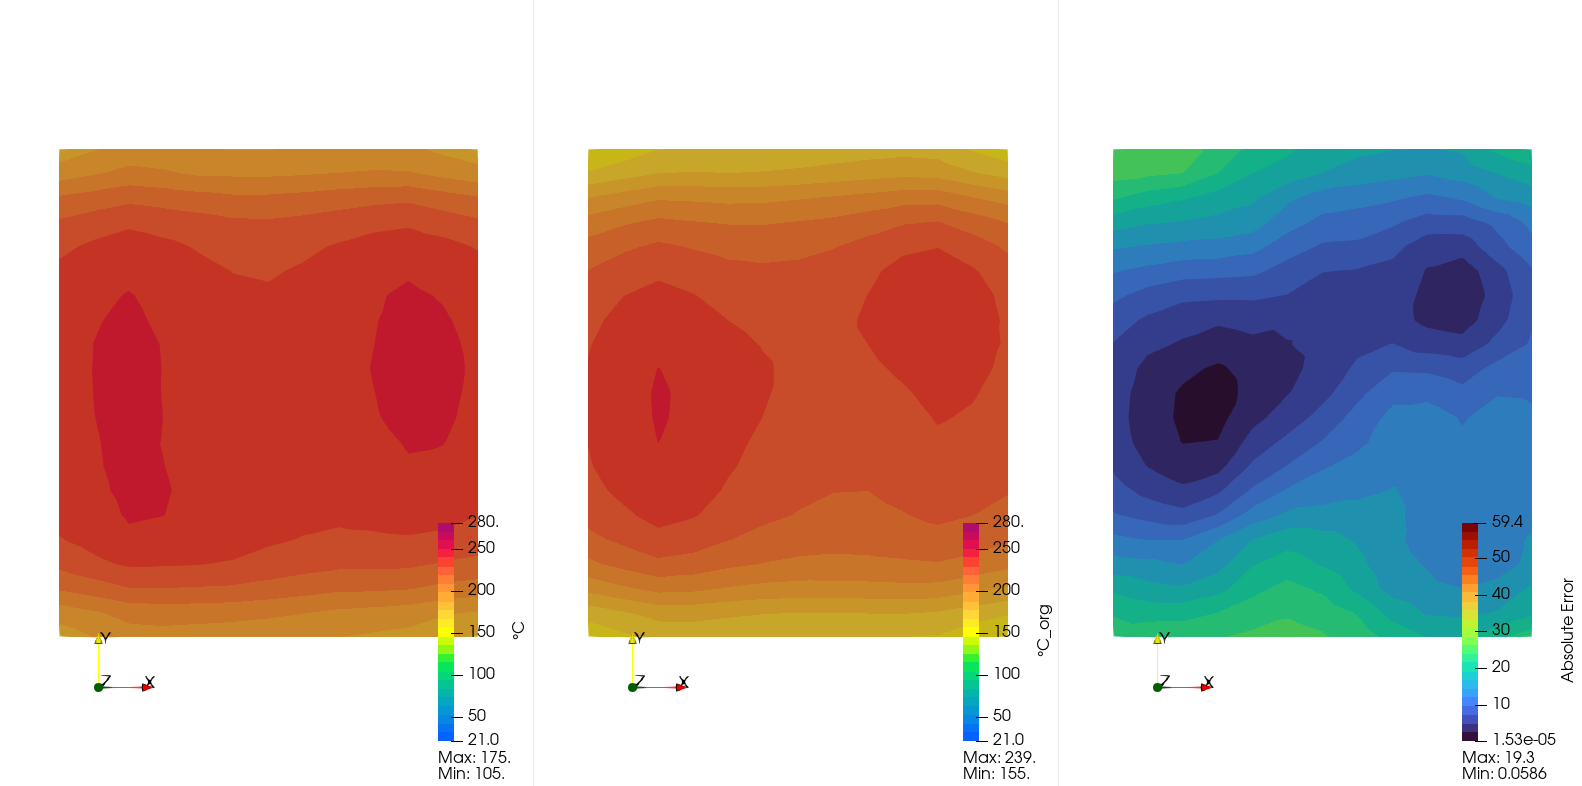 280.
250
200
150
100
50
21.0
°C
Max: 175.
Min: 105.
Y
Z
X
280.
250
200
150
100
50
21.0
°C_org
Max: 239.
Min: 155.
Y
Z
X
59.4
50
40
30
20
10
1.53e-05
Absolute Error
Max: 19.3
Min: 0.0586
Y
Z
X